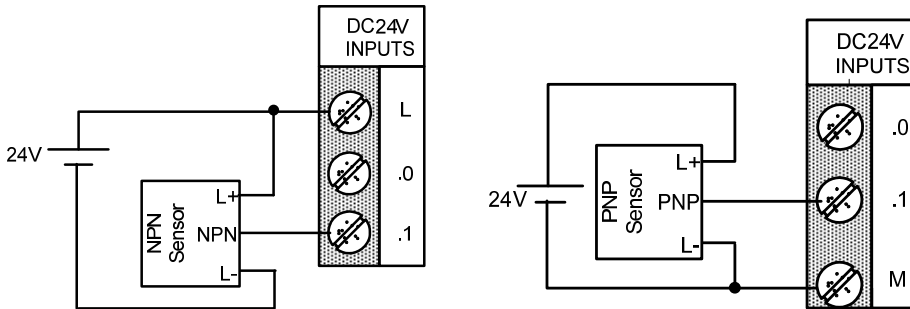 DC24V
INPUTS
L
.0
.1
24V
L+
NPN
L-
NPN
Sensor
DC24V
INPUTS
.0
.1
M
24V
L+
PNP
L-
PNP
Sensor